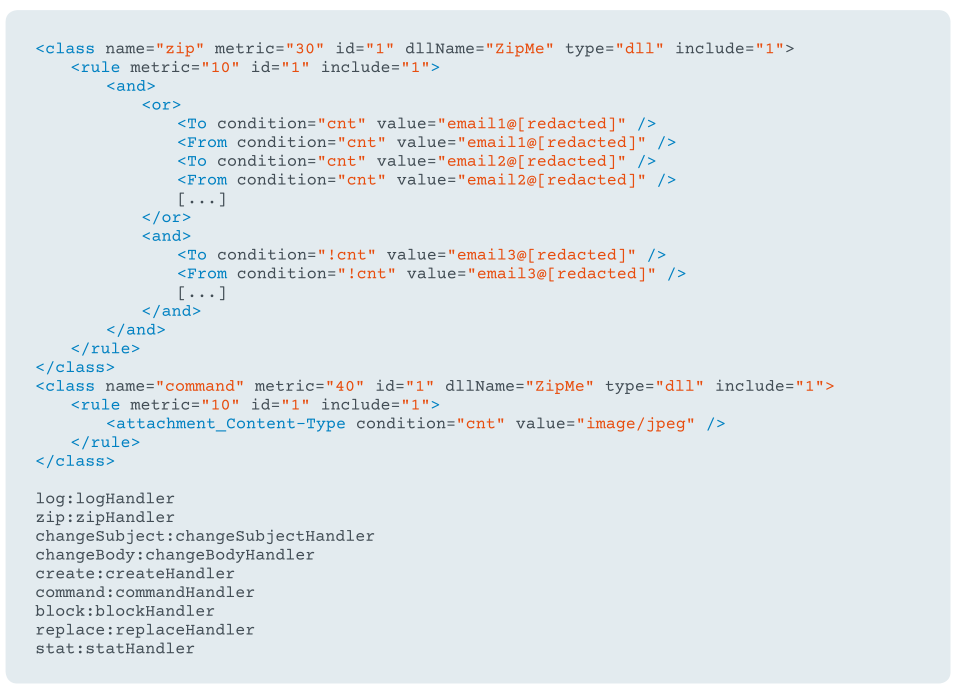 <class name="zip" metric="30" id="1" dllName="ZipMe" type="dll" include="1">
<rule metric="10" id="1" include="1">
<and>
<or>
<To condition="cnt" value="email1@[redacted]" />
<From condition="cnt" value="email1@[redacted]" />
<To condition="cnt" value="email2@[redacted]" />
<From condition="cnt" value="email2@[redacted]" />
[...]
</or>
<and>
<To condition="!cnt" value="email3@[redacted]" />
<From condition="!cnt" value="email3@[redacted]" />
[...]
</and>
</and>
</rule>
</class>
<class name="command" metric="40" id="1" dllName="ZipMe" type="dll" include="1">
<rule metric="10" id="1" include="1">
<attachment_Content-Type condition="cnt" value="image/jpeg" />
</rule>
</class>
log:logHandler
zip:zipHandler
changeSubject:changeSubjectHandler
changeBody:changeBodyHandler
create:createHandler
command:commandHandler
block:blockHandler
replace:replaceHandler
stat:statHandler